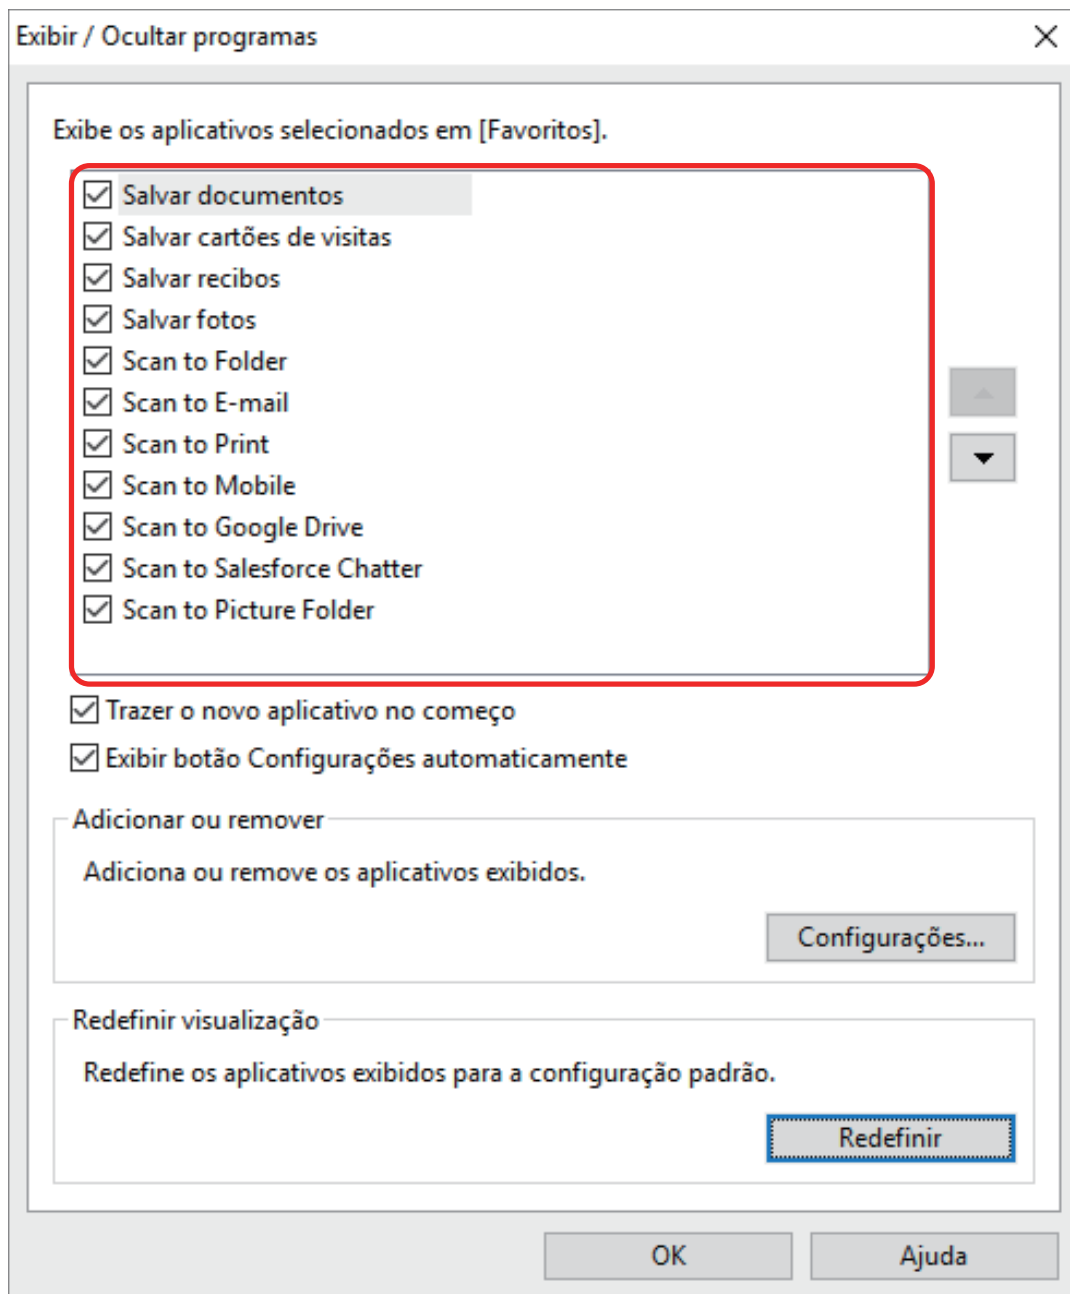 Exibir / Ocultar programas
Exibe os aplicativos selecionados em [Favoritos].
Salvar documentos
Salvar cartões de visitas
Salvar recibos
Salvar fotos
Scan to Folder
Scan to E-mail
Scan to Print
Scan to Mobile
Scan to Google Drive
Scan to Salesforce Chatter
Scan to Picture Folder
Trazer o novo aplicativo no começo
Exibir botão Configurações automaticamente
Adicionar ou remover
Adiciona ou remove os aplicativos exibidos.
Configurações...
Redefinir visualização
Redefine os aplicativos exibidos para a configuração padrão.
Redefinir
OK
Ajuda